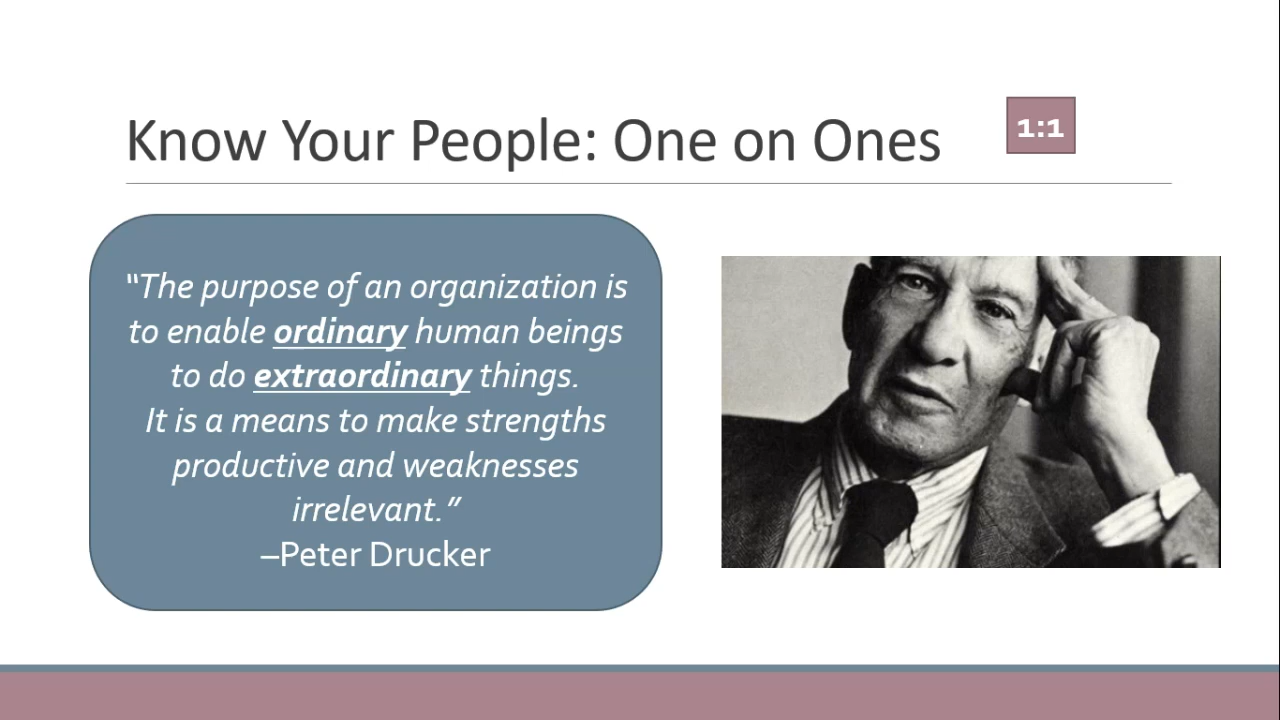 Know Your People: One on Ones
1:1
“The purpose of an organization is
to enable ordinary human beings
to do extraordinary things.
It is a means to make strengths
productive and weaknesses
irrelevant.”
–Peter Drucker